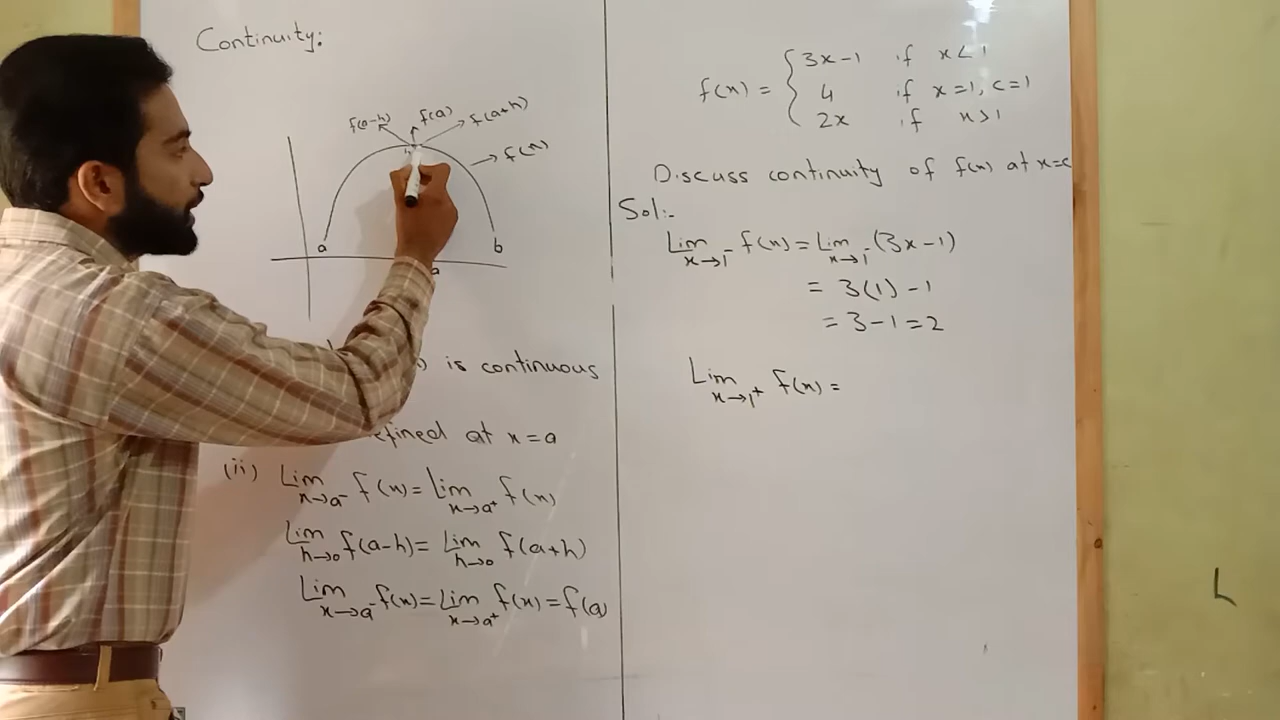 Continuity:
f(a-h) f(a) f(a+h)
f(x)
a b
a
is continuous
efined at x=a
(ii) Lim x→a⁻ f(x) = Lim x→a⁺ f(x)
Lim h→0 f(a-h) = Lim h→0 f(a+h)
Lim x→a⁻ f(x) = Lim x→a⁺ f(x) = f(a)
3x-1 if x<1
f(x) = { 4 if x=1, c=1
2x if x>1
Discuss continuity of f(x) at x=c
Sol:-
Lim x→1⁻ f(x) = Lim x→1⁻ (3x-1)
= 3(1) -1
= 3-1 = 2
Lim x→1⁺ f(x) =